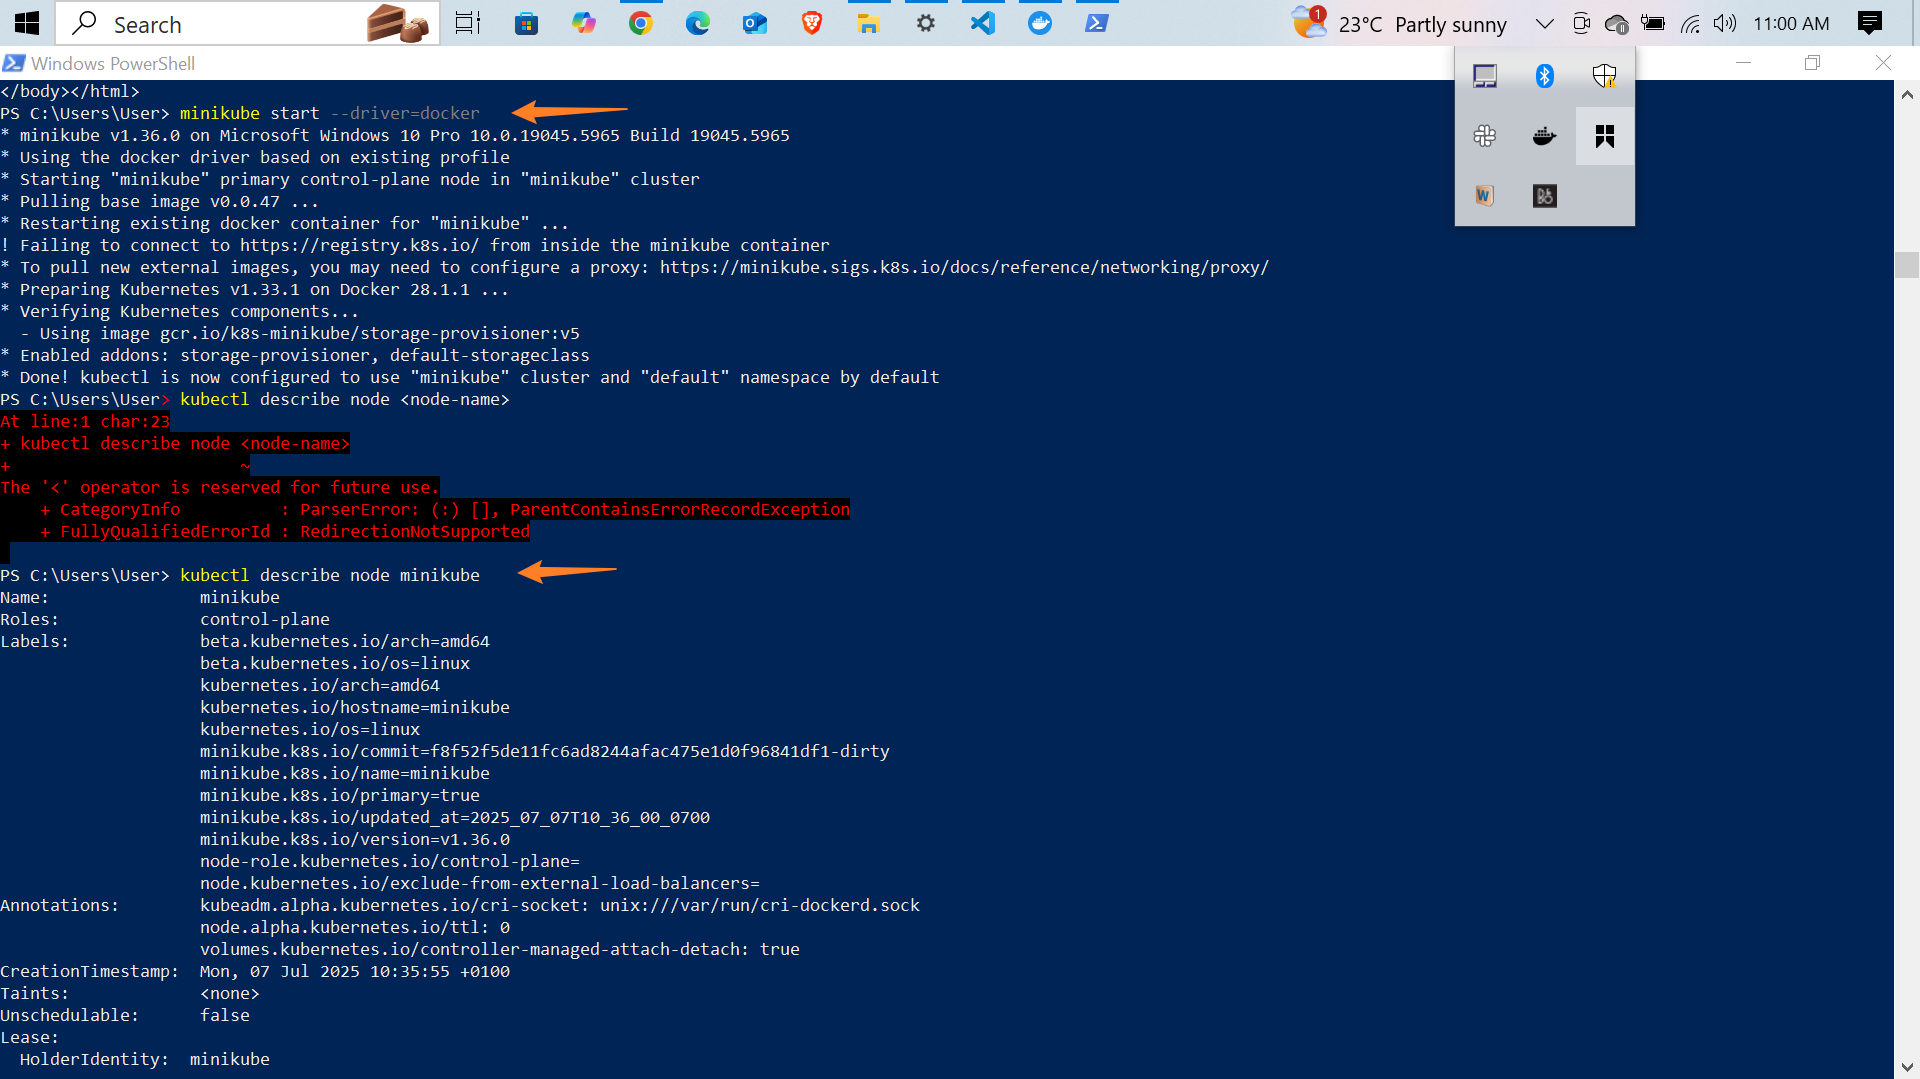 Search
1
23°C Partly sunny
11:00 AM
Windows PowerShell
</body></html>
PS C:\Users\User> minikube start --driver=docker
* minikube v1.36.0 on Microsoft Windows 10 Pro 10.0.19045.5965 Build 19045.5965
* Using the docker driver based on existing profile
* Starting "minikube" primary control-plane node in "minikube" cluster
* Pulling base image v0.0.47 ...
* Restarting existing docker container for "minikube" ...
! Failing to connect to https://registry.k8s.io/ from inside the minikube container
* To pull new external images, you may need to configure a proxy: https://minikube.sigs.k8s.io/docs/reference/networking/proxy/
* Preparing Kubernetes v1.33.1 on Docker 28.1.1 ...
* Verifying Kubernetes components...
  - Using image gcr.io/k8s-minikube/storage-provisioner:v5
* Enabled addons: storage-provisioner, default-storageclass
* Done! kubectl is now configured to use "minikube" cluster and "default" namespace by default
PS C:\Users\User> kubectl describe node <node-name>
At line:1 char:23
+ kubectl describe node <node-name>
+                       ~
The '<' operator is reserved for future use.
    + CategoryInfo          : ParserError: (:) [], ParentContainsErrorRecordException
    + FullyQualifiedErrorId : RedirectionNotSupported
PS C:\Users\User> kubectl describe node minikube
Name:               minikube
Roles:              control-plane
Labels:             beta.kubernetes.io/arch=amd64
                    beta.kubernetes.io/os=linux
                    kubernetes.io/arch=amd64
                    kubernetes.io/hostname=minikube
                    kubernetes.io/os=linux
                    minikube.k8s.io/commit=f8f52f5de11fc6ad8244afac475e1d0f96841df1-dirty
                    minikube.k8s.io/name=minikube
                    minikube.k8s.io/primary=true
                    minikube.k8s.io/updated_at=2025_07_07T10_36_00_0700
                    minikube.k8s.io/version=v1.36.0
                    node-role.kubernetes.io/control-plane=
                    node.kubernetes.io/exclude-from-external-load-balancers=
Annotations:        kubeadm.alpha.kubernetes.io/cri-socket: unix:///var/run/cri-dockerd.sock
                    node.alpha.kubernetes.io/ttl: 0
                    volumes.kubernetes.io/controller-managed-attach-detach: true
CreationTimestamp:  Mon, 07 Jul 2025 10:35:55 +0100
Taints:             <none>
Unschedulable:      false
Lease:
  HolderIdentity:  minikube